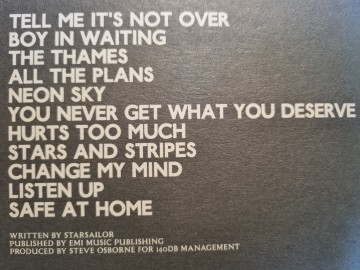 TELL ME IT'S NOT OVER
BOY IN WAITING
THE THAMES
ALL THE PLANS
NEON SKY
YOU NEVER GET WHAT YOU DESERVE
HURTS TOO MUCH
STARS AND STRIPES
CHANGE MY MIND
LISTEN UP
SAFE AT HOME
WRITTEN BY STARSAILOR
PUBLISHED BY EMI MUSIC PUBLISHING
PRODUCED BY STEVE OSBORNE FOR 140DB MANAGEMENT